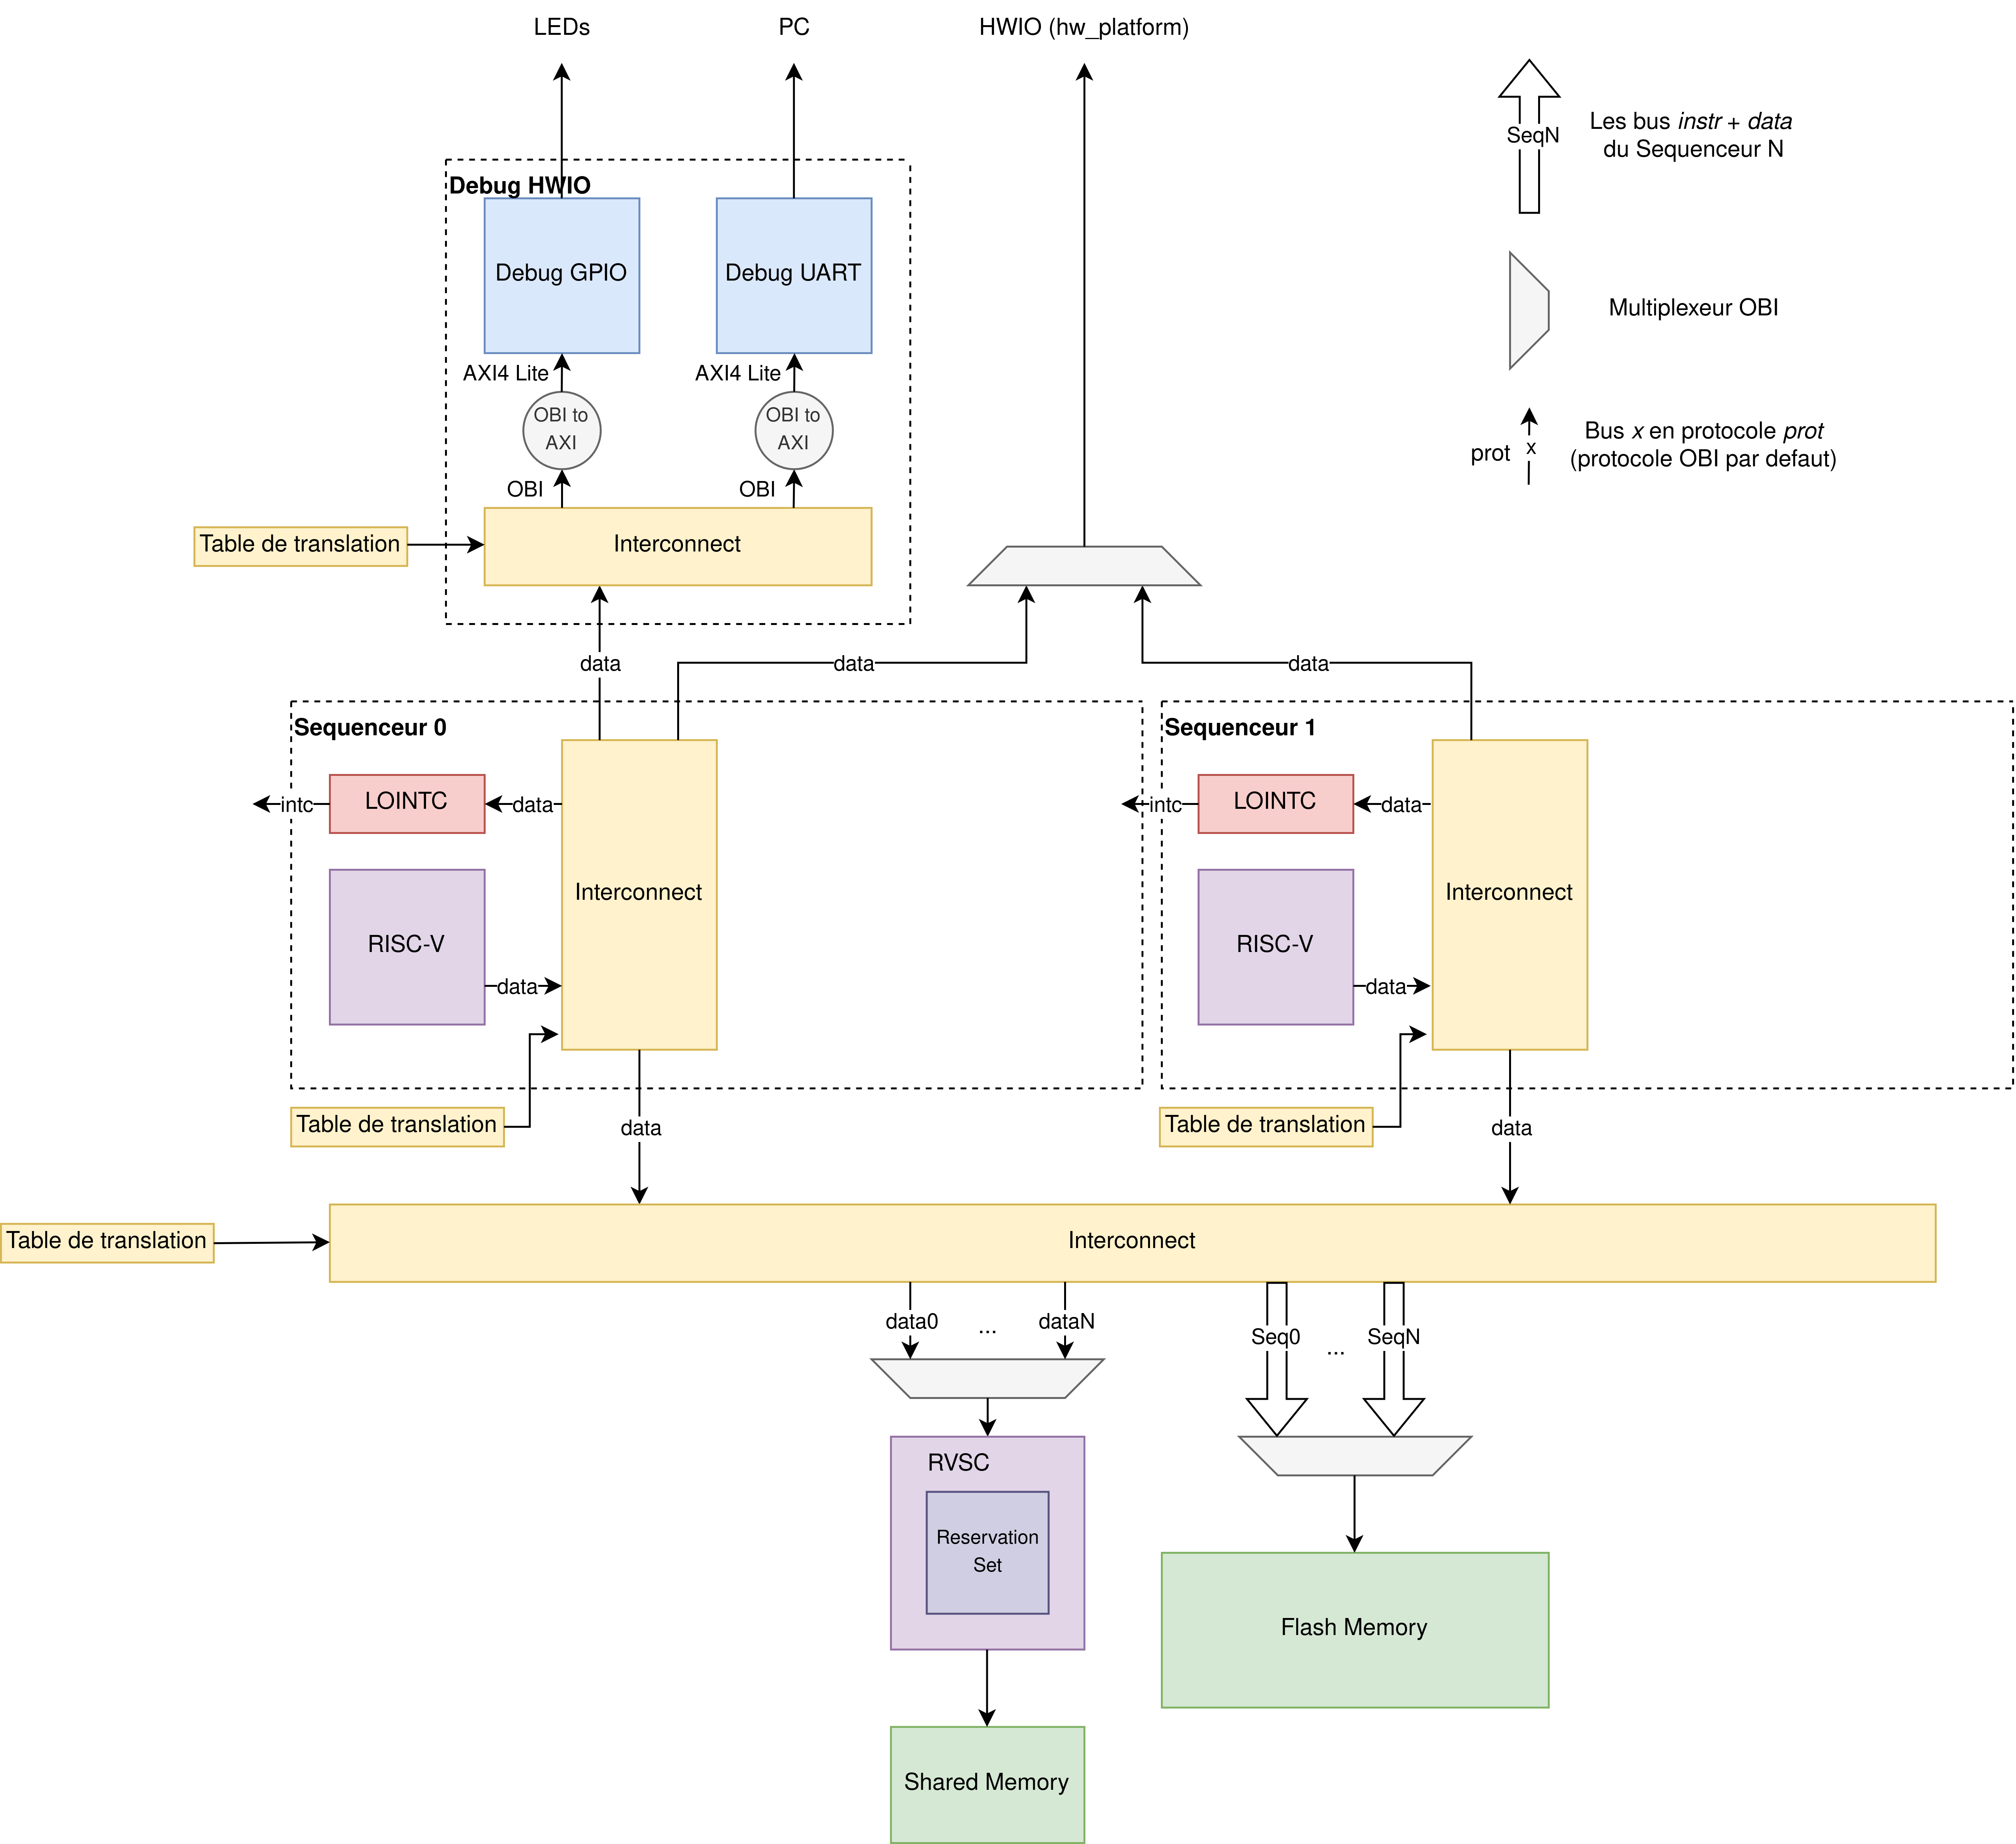 LEDs
PC
HWIO (hw_platform)
SeqN
Les bus instr + data
du Sequenceur N
Debug HWIO
Debug GPIO
Debug UART
Multiplexeur OBI
AXI4 Lite
AXI4 Lite
OBI to
AXI
OBI to
AXI
prot
x
Bus x en protocole prot
(protocole OBI par defaut)
OBI
OBI
Table de translation
Interconnect
data
data
data
Sequenceur 0
Sequenceur 1
intc
LOINTC
data
intc
LOINTC
data
Interconnect
Interconnect
RISC-V
RISC-V
data
data
Table de translation
data
Table de translation
data
Table de translation
Interconnect
data0
...
dataN
Seq0
...
SeqN
RVSC
Reservation
Set
Flash Memory
Shared Memory